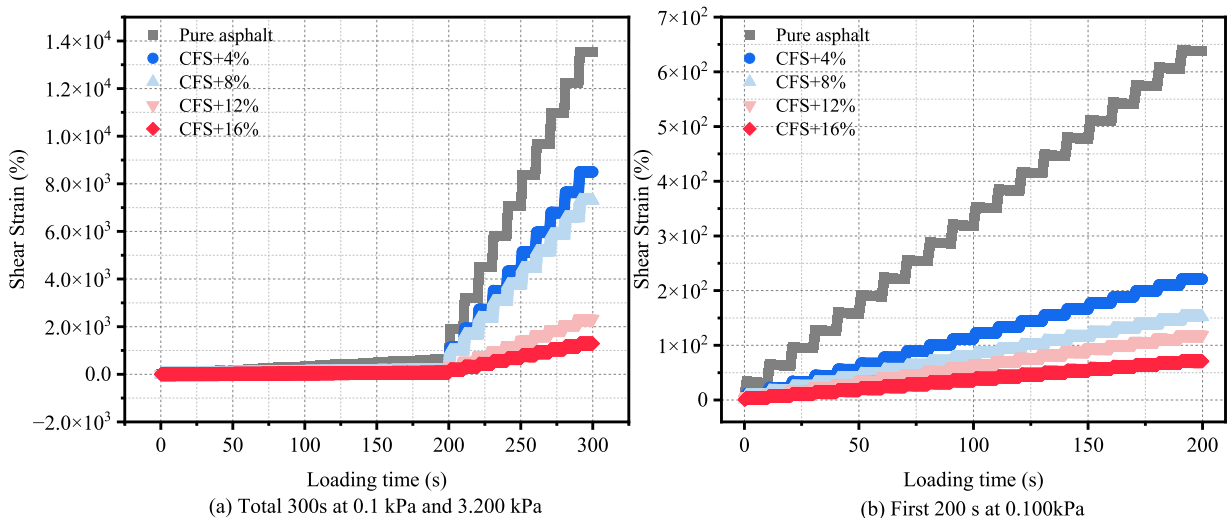 Pure asphalt
CFS+4%
CFS+8%
CFS+12%
CFS+16%
1.4×10⁴
1.2×10⁴
1.0×10⁴
8.0×10³
6.0×10³
4.0×10³
2.0×10³
0.0
−2.0×10³
Shear Strain (%)
0 50 100 150 200 250 300
Loading time (s)
(a) Total 300s at 0.1 kPa and 3.200 kPa
Pure asphalt
CFS+4%
CFS+8%
CFS+12%
CFS+16%
7×10²
6×10²
5×10²
4×10²
3×10²
2×10²
1×10²
0
Shear Strain (%)
0 50 100 150 200
Loading time (s)
(b) First 200 s at 0.100kPa